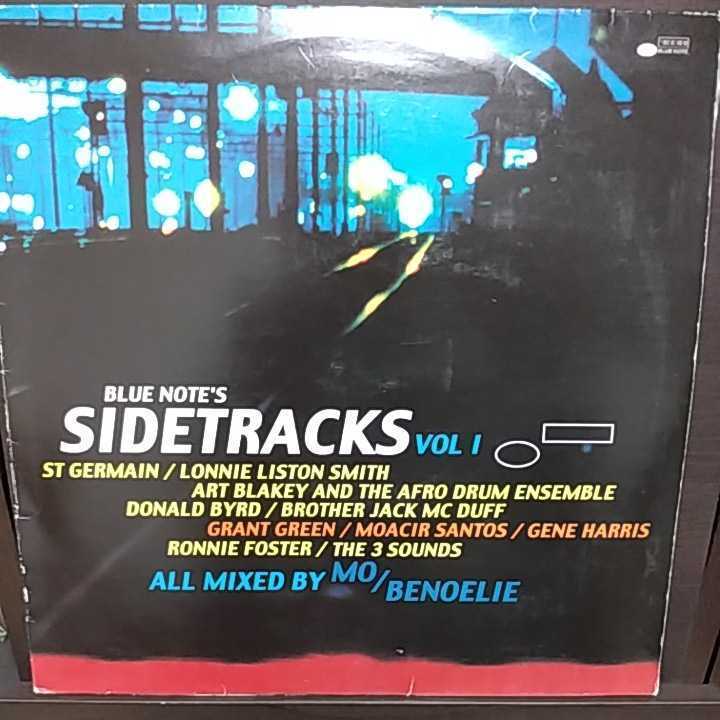 BLUE NOTE
BLUE NOTE'S
SIDETRACKS VOL I
ST GERMAIN / LONNIE LISTON SMITH
ART BLAKEY AND THE AFRO DRUM ENSEMBLE
DONALD BYRD / BROTHER JACK MC DUFF
GRANT GREEN / MOACIR SANTOS / GENE HARRIS
RONNIE FOSTER / THE 3 SOUNDS
ALL MIXED BY MO/BENOELIE